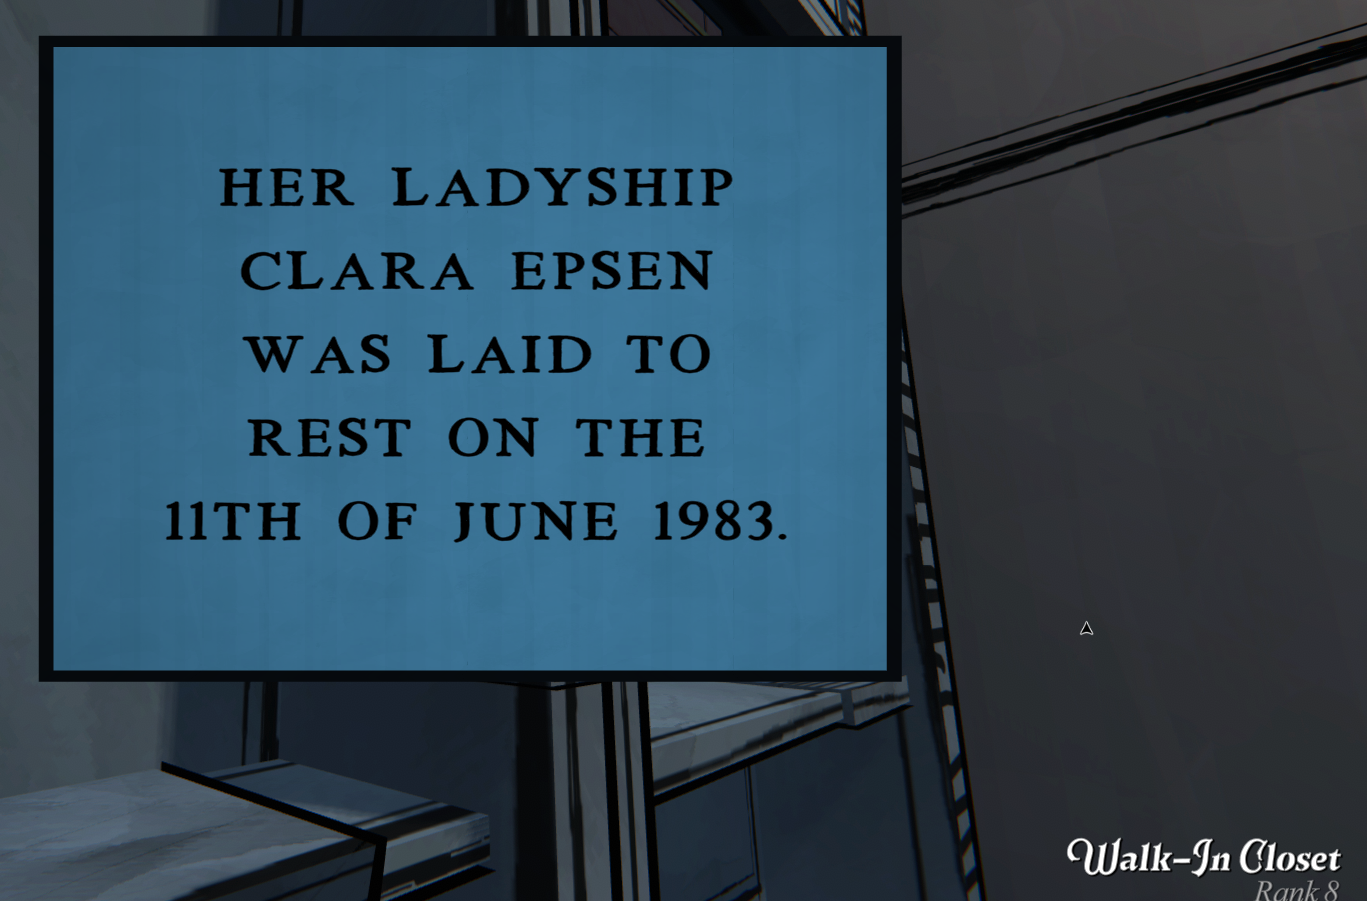 HER LADYSHIP
CLARA EPSEN
WAS LAID TO
REST ON THE
11TH OF JUNE 1983.
Walk-In Closet
Rank 8